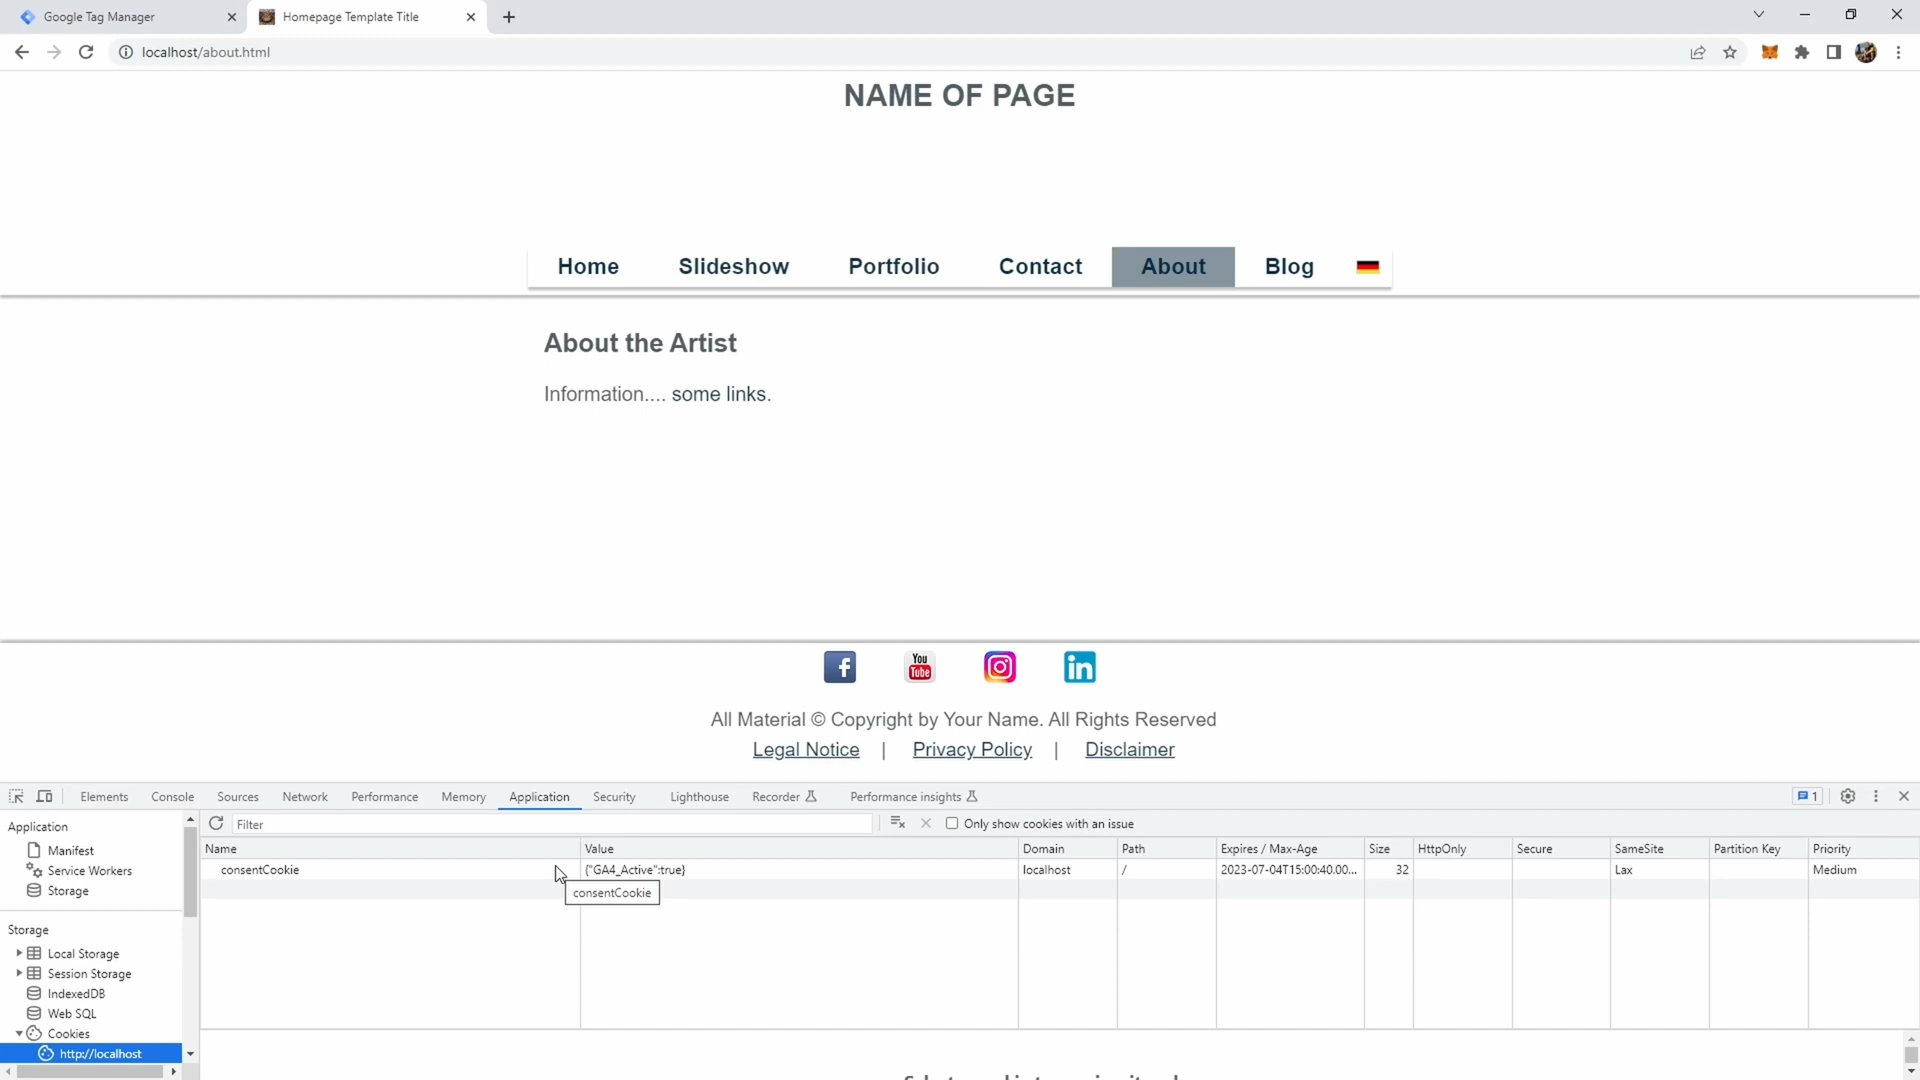 Google Tag Manager
Homepage Template Title
localhost/about.html
NAME OF PAGE
Home Slideshow Portfolio Contact About Blog
About the Artist
Information.... some links.
You
Tube
All Material © Copyright by Your Name. All Rights Reserved
Legal Notice | Privacy Policy | Disclaimer
Elements Console Sources Network Performance Memory Application Security Lighthouse Recorder Performance insights 1
Application
Filter
Only show cookies with an issue
Name Value Domain Path Expires / Max-Age Size HttpOnly Secure SameSite Partition Key Priority
consentCookie {"GA4_Active":true} localhost / 2023-07-04T15:00:40.00... 32 Lax Medium
consentCookie
Manifest
Service Workers
Storage
Storage
Local Storage
Session Storage
IndexedDB
Web SQL
Cookies
http://localhost